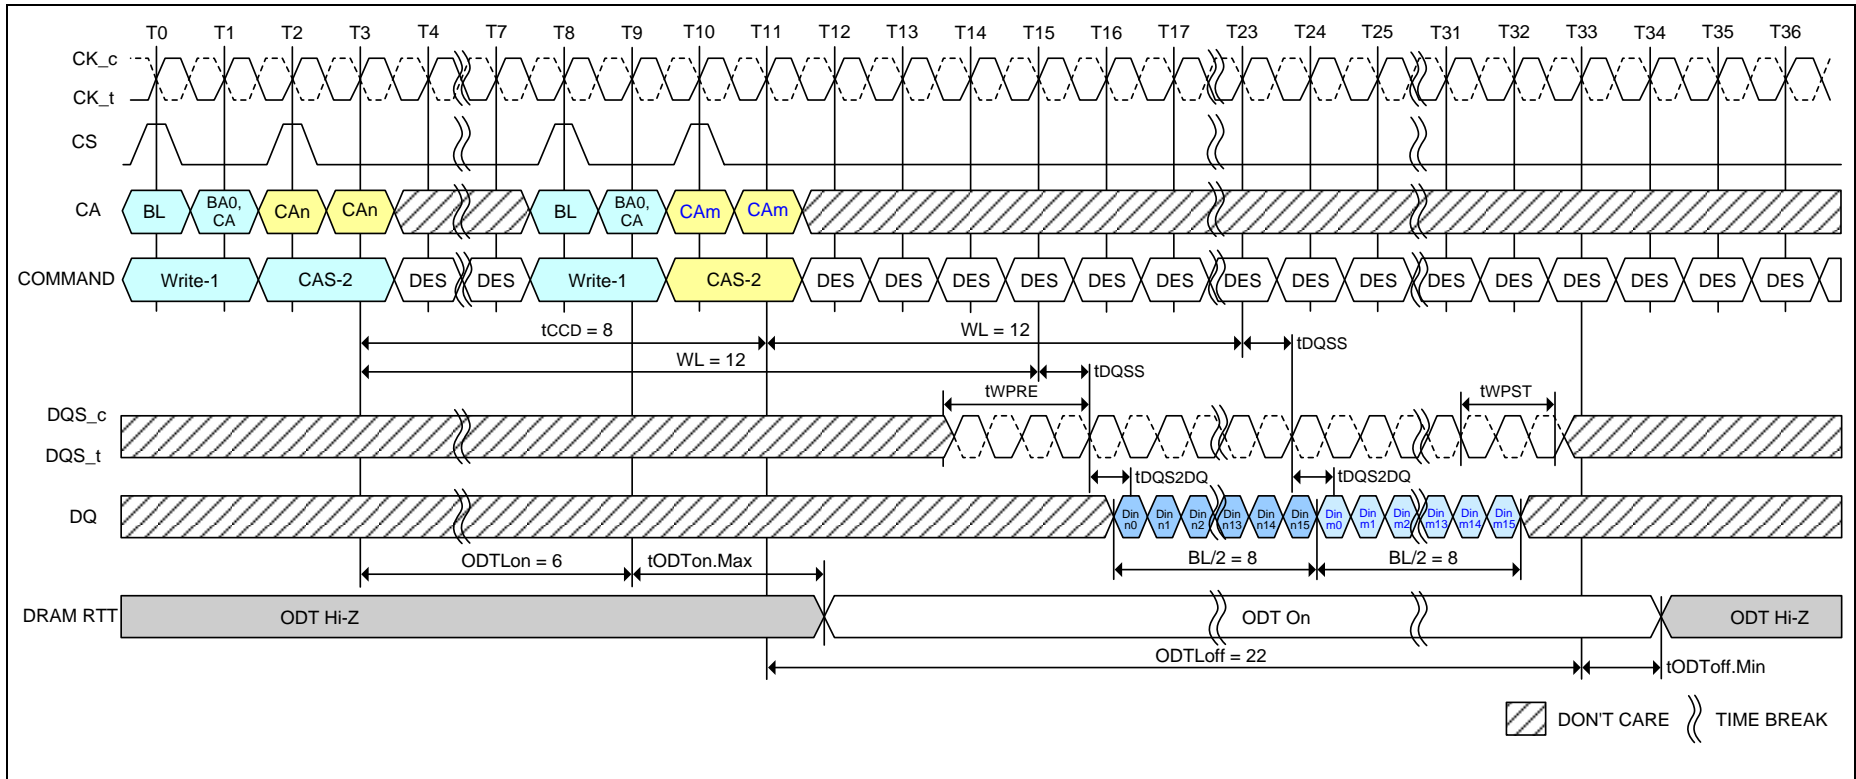 T0 T1 T2 T3 T4 T7 T8 T9 T10 T11 T12 T13 T14 T15 T16 T17 T23 T24 T25 T31 T32 T33 T34 T35 T36
CK_c
CK_t
CS
CA BL BA0, CA CAn CAn BL BA0, CA CAm CAm
COMMAND Write-1 CAS-2 DES DES Write-1 CAS-2 DES DES DES DES DES DES DES DES DES DES DES DES DES DES DES
tCCD = 8 WL = 12 tDQSS
WL = 12 tDQSS
tWPRE tWPST
DQS_c
DQS_t
tDQS2DQ tDQS2DQ
DQ Din n0 Din n1 Din n2 Din n13 Din n14 Din n15 Din m0 Din m1 Din m2 Din m13 Din m14 Din m15
BL/2 = 8 BL/2 = 8
ODTLon = 6 tODTon.Max
DRAM RTT ODT Hi-Z ODT On ODT Hi-Z
ODTLoff = 22 tODToff.Min
DON'T CARE TIME BREAK